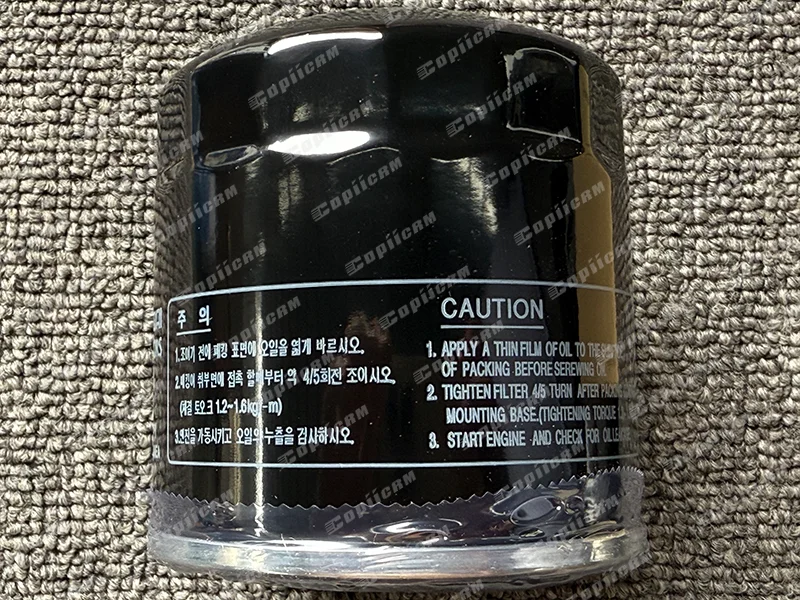 주 의
1.조이기 전에 패킹 표면에 오일을 엷게 바르시오.
2.패킹이 취부면에 접촉 할때부터 약 4/5회전 조이시오.
(체결 토오크 1.2~1.6kg-m)
3.엔진을 가동시키고 오일의 누출을 검사하시오.
CAUTION
1. APPLY A THIN FILM OF OIL TO THE
OF PACKING BEFORE SEREWING ON.
2. TIGHTEN FILTER 4/5 TURN AFTER
MOUNTING BASE.(TIGHTENING TORQUE
3. START ENGINE AND CHECK FOR OIL
COPIICAM